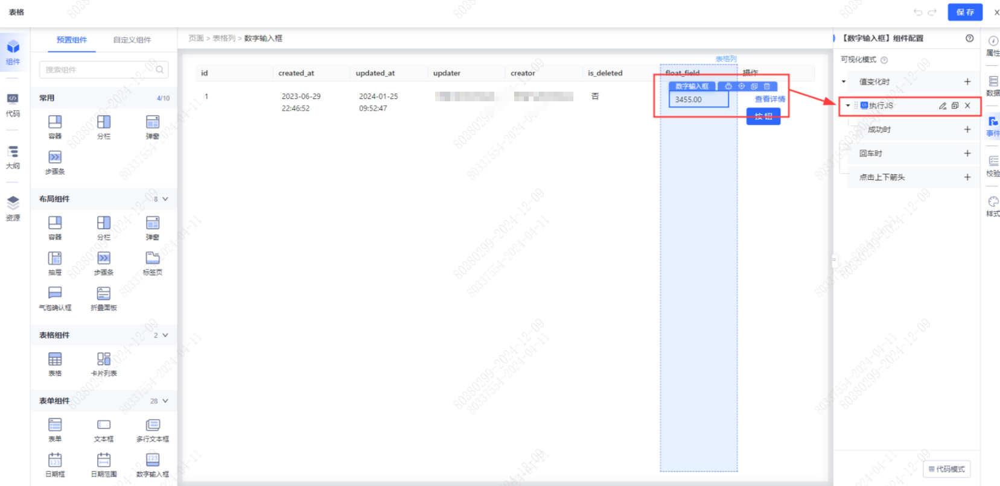 表格
保存
组件
代码
大纲
资源
预置组件
自定义组件
搜索组件
常用
4/10
容器
分栏
弹窗
步骤条
布局组件
8
容器
分栏
弹窗
抽屉
步骤条
标签页
气泡确认框
折叠面板
表格组件
2
表格
卡片列表
表单组件
28
表单
文本框
多行文本框
日期框
日期范围
数字输入框
页面 > 表格列 > 数字输入框
表格列
id
created_at
updated_at
updater
creator
is_deleted
float_field
操作
1
2023-06-29
22:46:52
2024-01-25
09:52:47
否
数字输入框
3455.00
查看详情
按钮
【数字输入框】组件配置
可视化模式
值变化时
执行JS
成功时
回车时
点击上下箭头
代码模式
属性
数据
事件
校验
样式
80380299-2024-12-09
80337554-2024-04-11